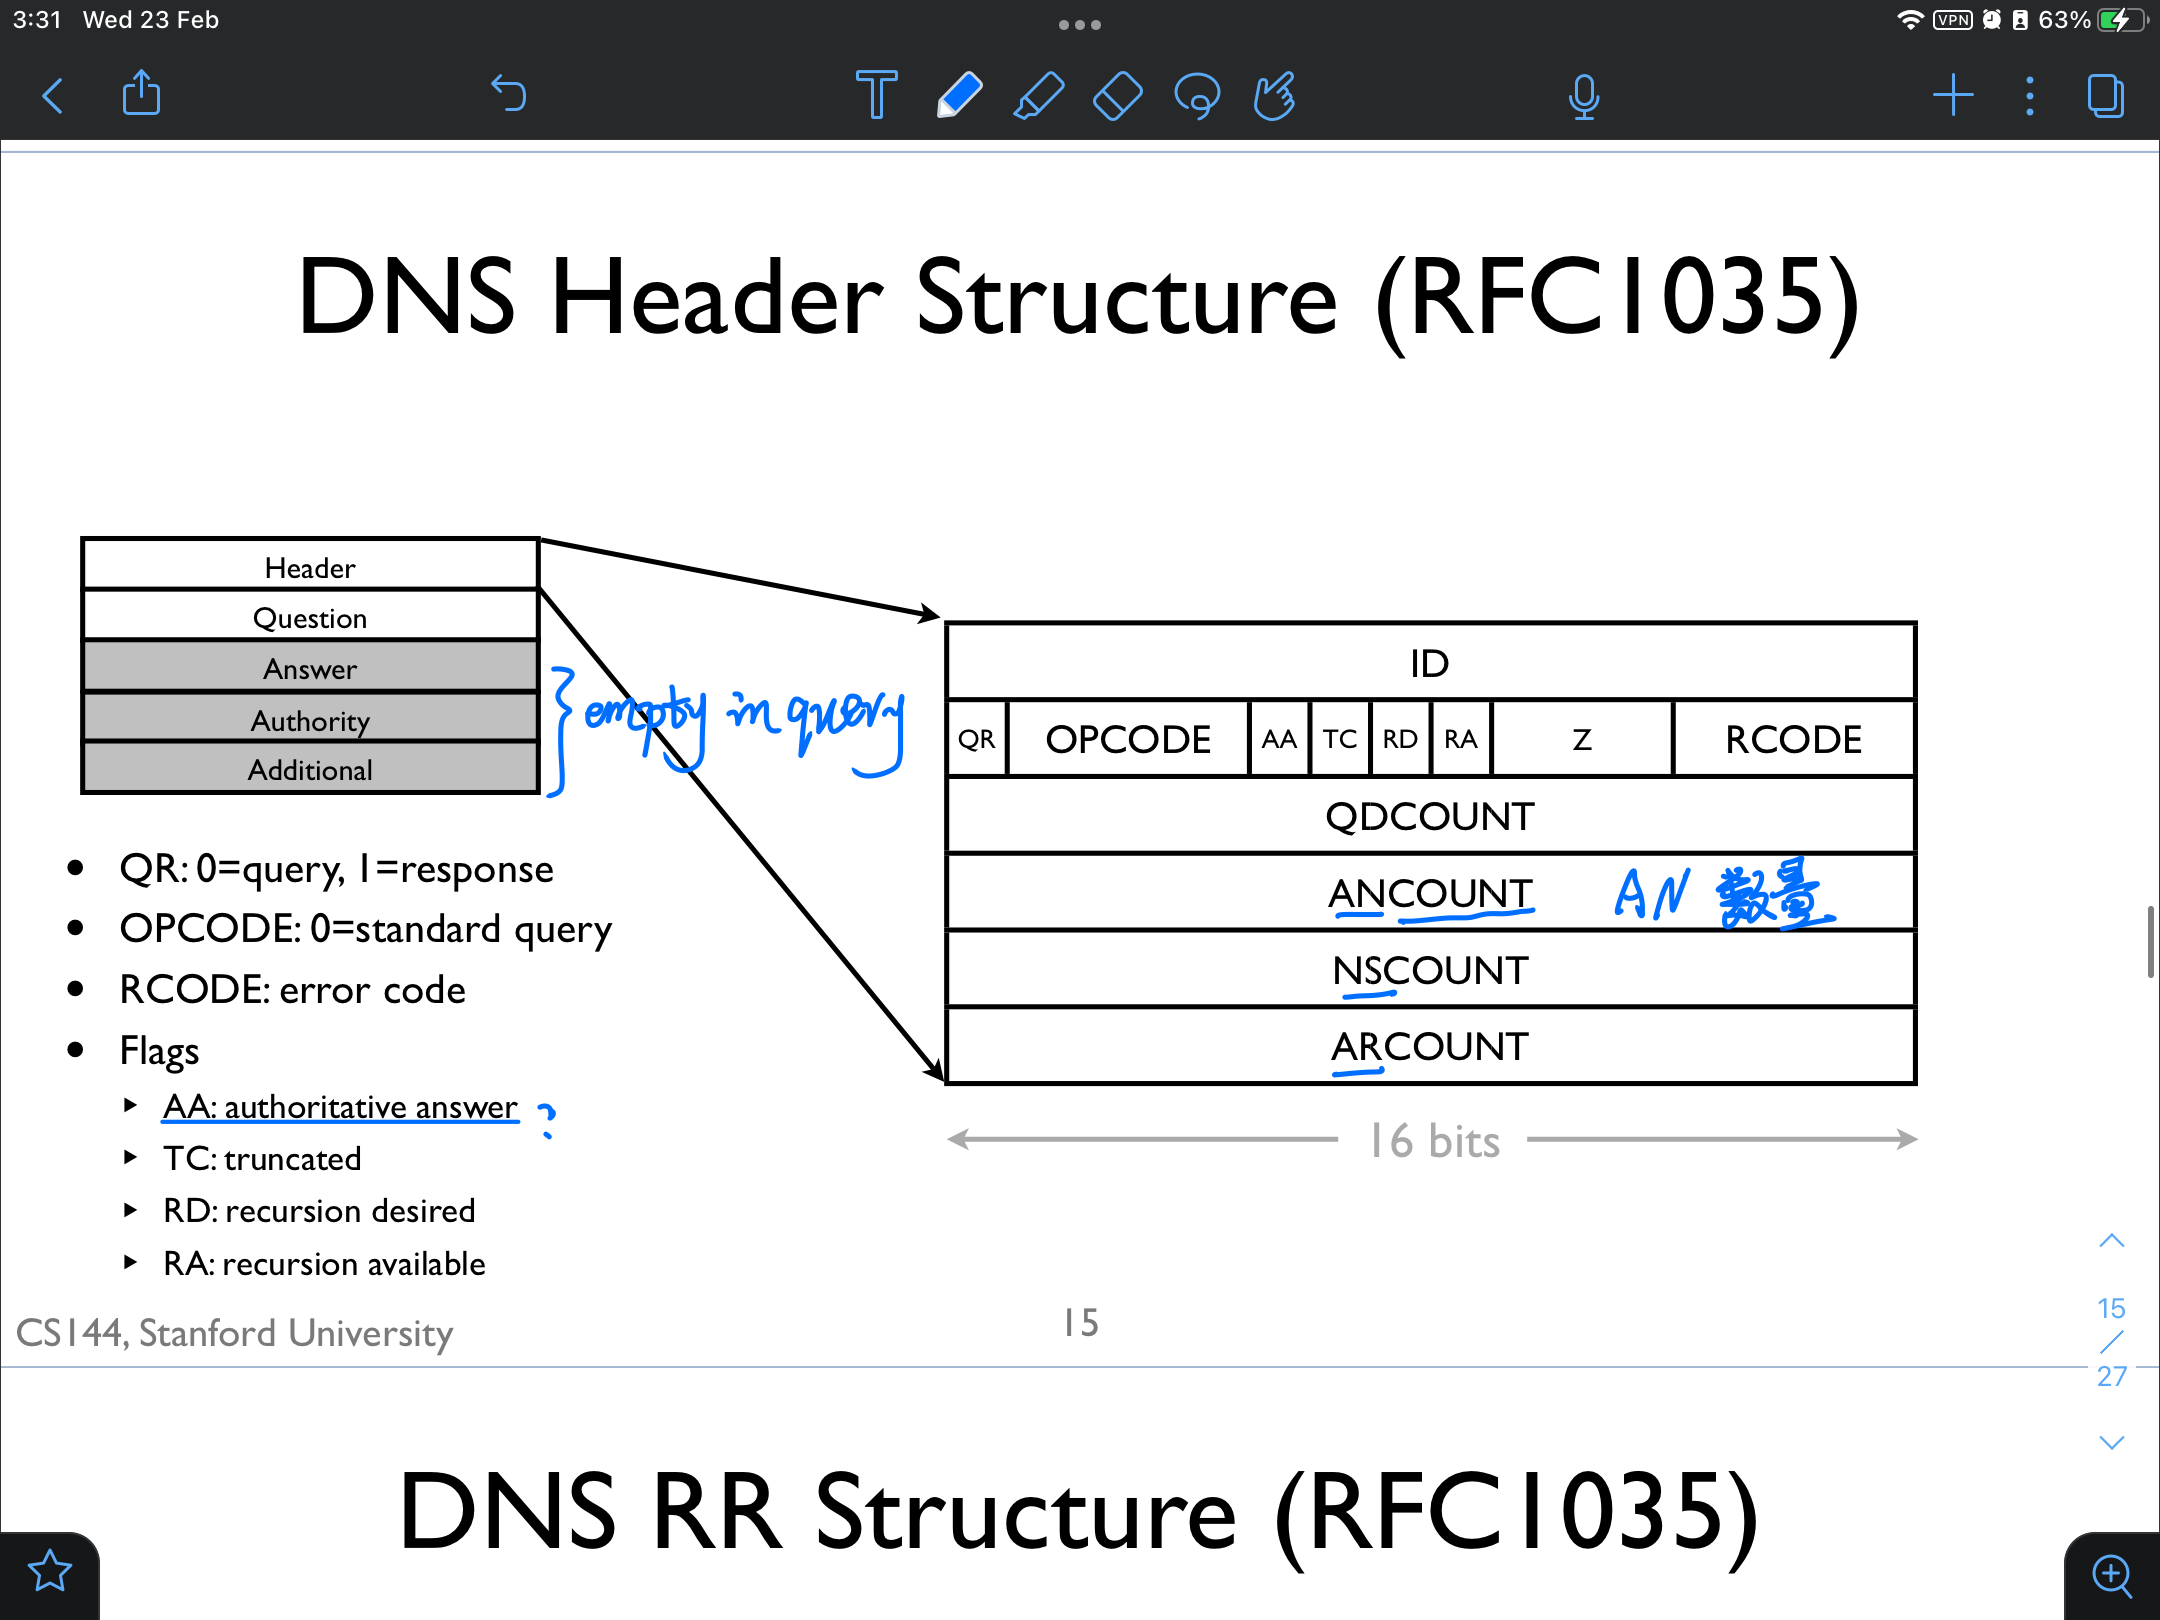 3:31 Wed 23 Feb
VPN 63%
DNS Header Structure (RFC1035)
Header
Question
Answer
Authority
Additional
empty in query
ID
QR OPCODE AA TC RD RA Z RCODE
QDCOUNT
ANCOUNT AN 数量
NSCOUNT
ARCOUNT
16 bits
• QR: 0=query, 1=response
• OPCODE: 0=standard query
• RCODE: error code
• Flags
‣ AA: authoritative answer ?
‣ TC: truncated
‣ RD: recursion desired
‣ RA: recursion available
CS144, Stanford University
15
15
/
27
DNS RR Structure (RFC1035)